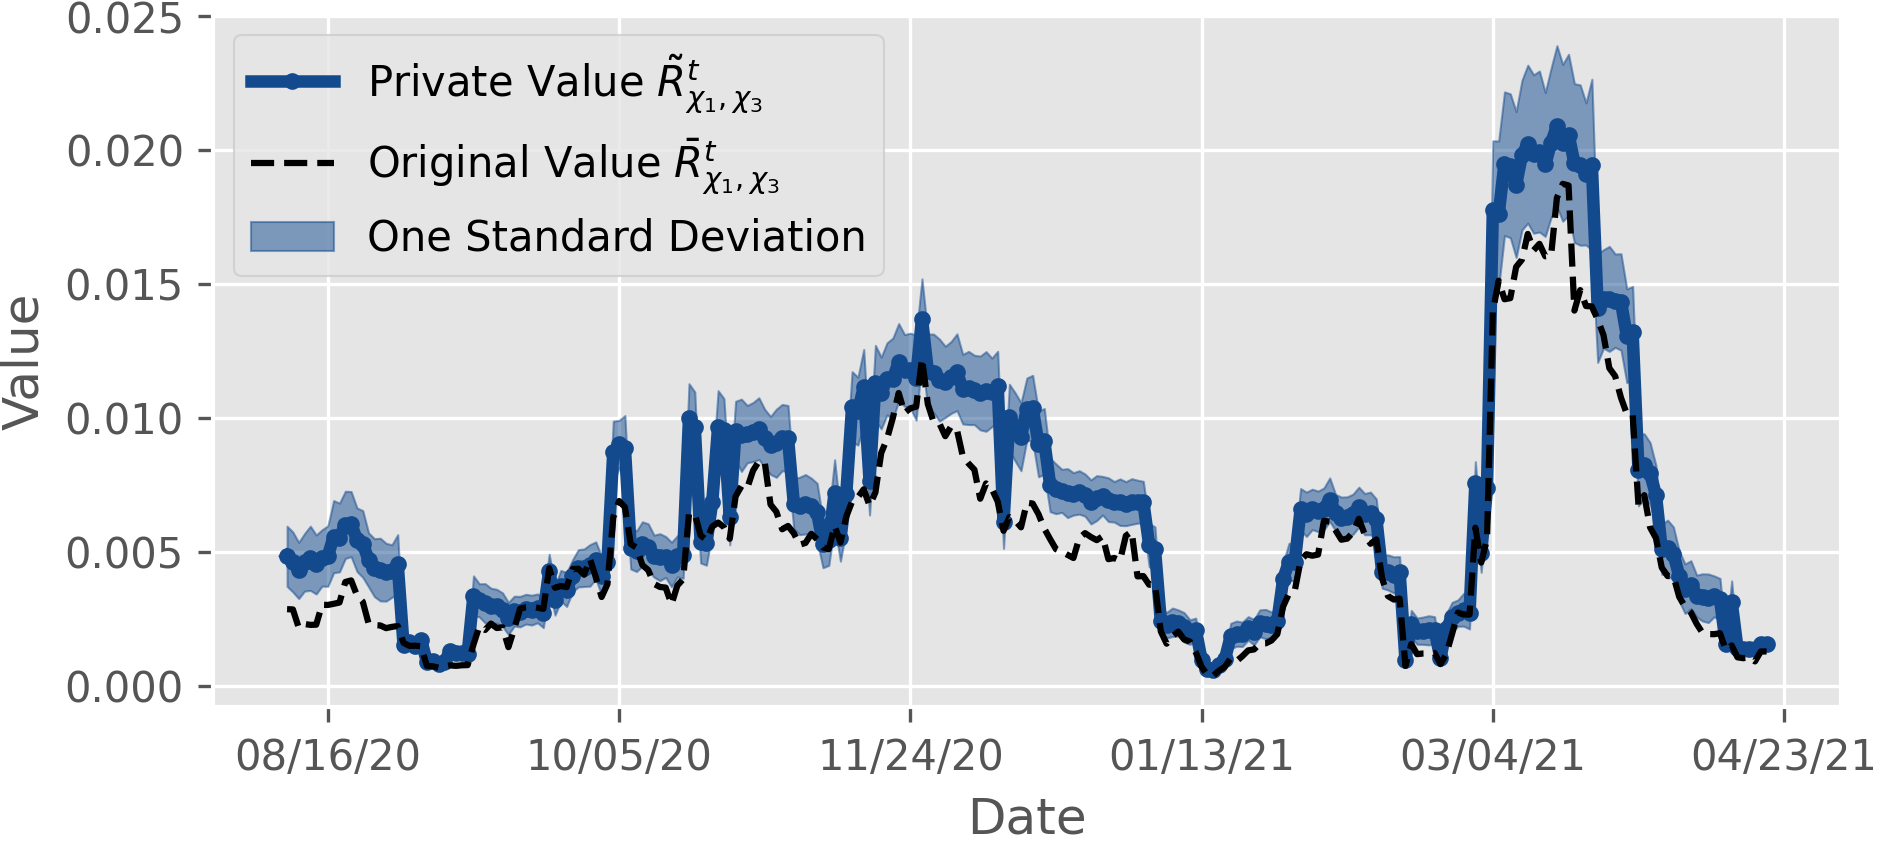 0.025
0.020
0.015
0.010
0.005
0.000
Value
Private Value R̃ᵗχ₁, χ₃
Original Value R̄ᵗχ₁, χ₃
One Standard Deviation
08/16/20 10/05/20 11/24/20 01/13/21 03/04/21 04/23/21
Date